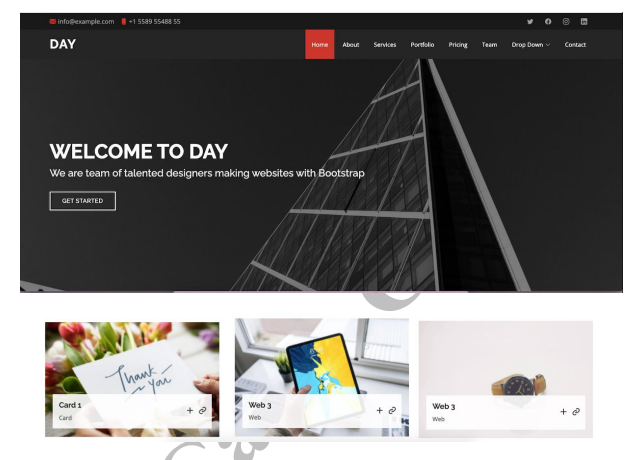 info@example.com +1 5589 55488 55
DAY
Home About Services Portfolio Pricing Team Drop Down Contact
WELCOME TO DAY
We are team of talented designers making websites with Bootstrap
GET STARTED
Thank you
Card 1
Card
Web 3
Web
Web 3
Web